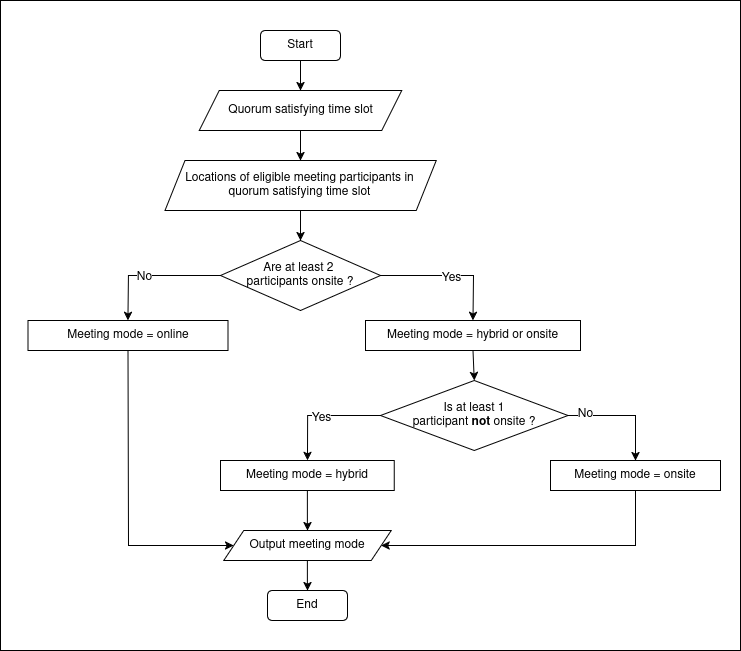 Start
Quorum satisfying time slot
Locations of eligible meeting participants in
quorum satisfying time slot
Are at least 2
participants onsite ?
No
Yes
Meeting mode = online
Meeting mode = hybrid or onsite
Is at least 1
participant not onsite ?
Yes
No
Meeting mode = hybrid
Meeting mode = onsite
Output meeting mode
End